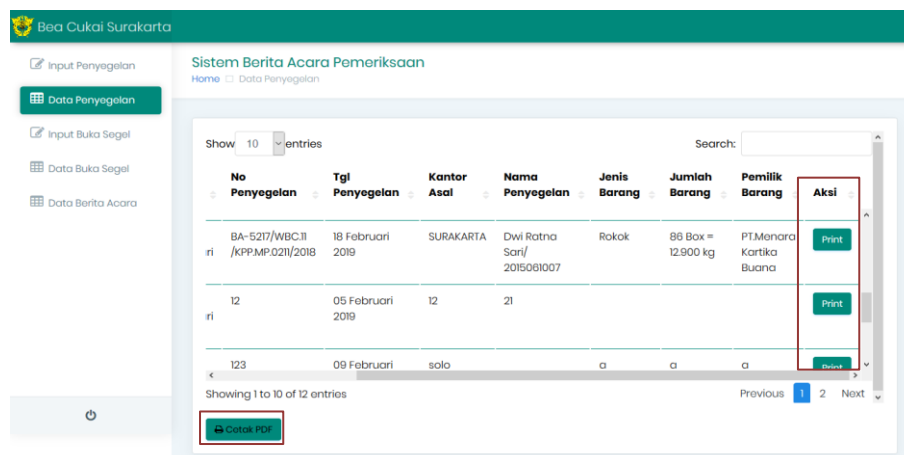 Bea Cukai Surakarta
Input Penyegelan
Data Penyegelan
Input Buka Segel
Data Buka Segel
Data Berita Acara
Sistem Berita Acara Pemeriksaan
Home Data Penyegelan
Show 10 entries Search:
No Penyegelan Tgl Penyegelan Kantor Asal Nama Penyegelan Jenis Barang Jumlah Barang Pemilik Barang Aksi
BA-5217/WBC.11 18 Februari SURAKARTA Dwi Ratna Rokok 86 Box = PT.Menara Print
ri /KPP.MP.0211/2018 2019 Sari/ 12.900 kg Kartika
2015061007 Buana
12 05 Februari 12 21 Print
ri 2019
123 09 Februari solo a a a Print
Showing 1 to 10 of 12 entries Previous 1 2 Next
Cetak PDF